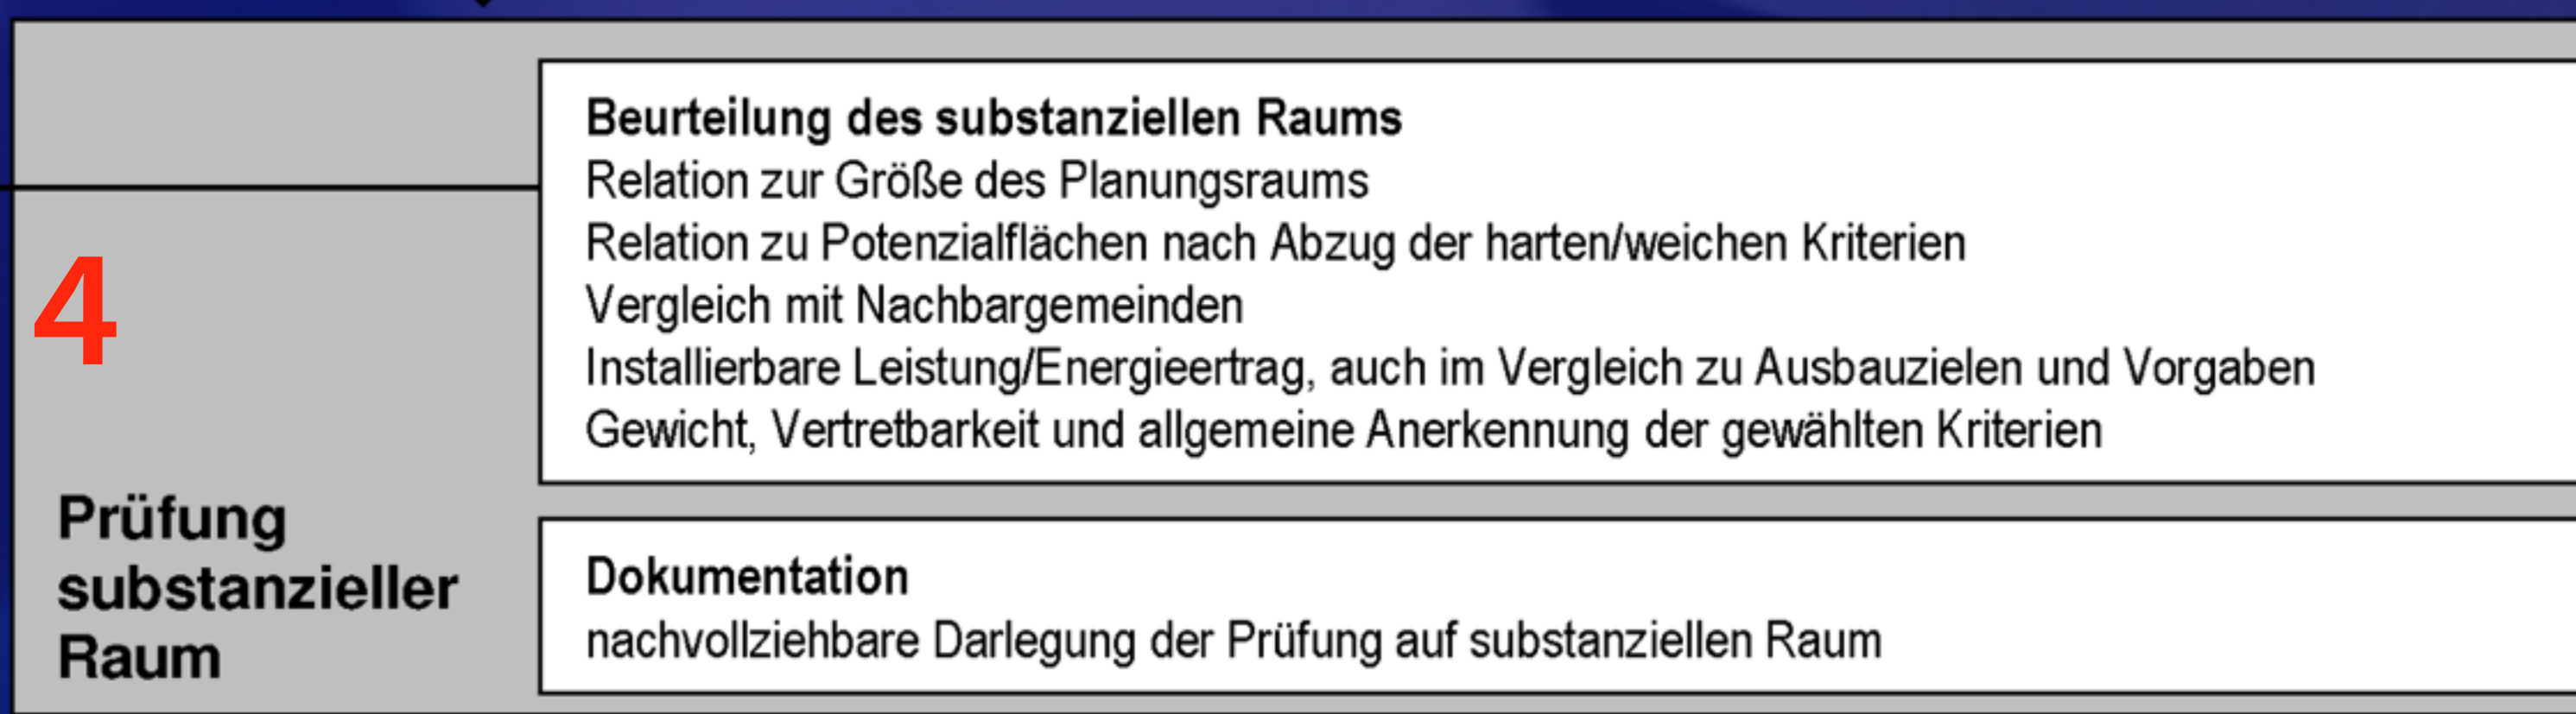 4
Prüfung
substanzieller
Raum
Beurteilung des substanziellen Raums
Relation zur Größe des Planungsraums
Relation zu Potenzialflächen nach Abzug der harten/weichen Kriterien
Vergleich mit Nachbargemeinden
Installierbare Leistung/Energieertrag, auch im Vergleich zu Ausbauzielen und Vorgaben
Gewicht, Vertretbarkeit und allgemeine Anerkennung der gewählten Kriterien
Dokumentation
nachvollziehbare Darlegung der Prüfung auf substanziellen Raum